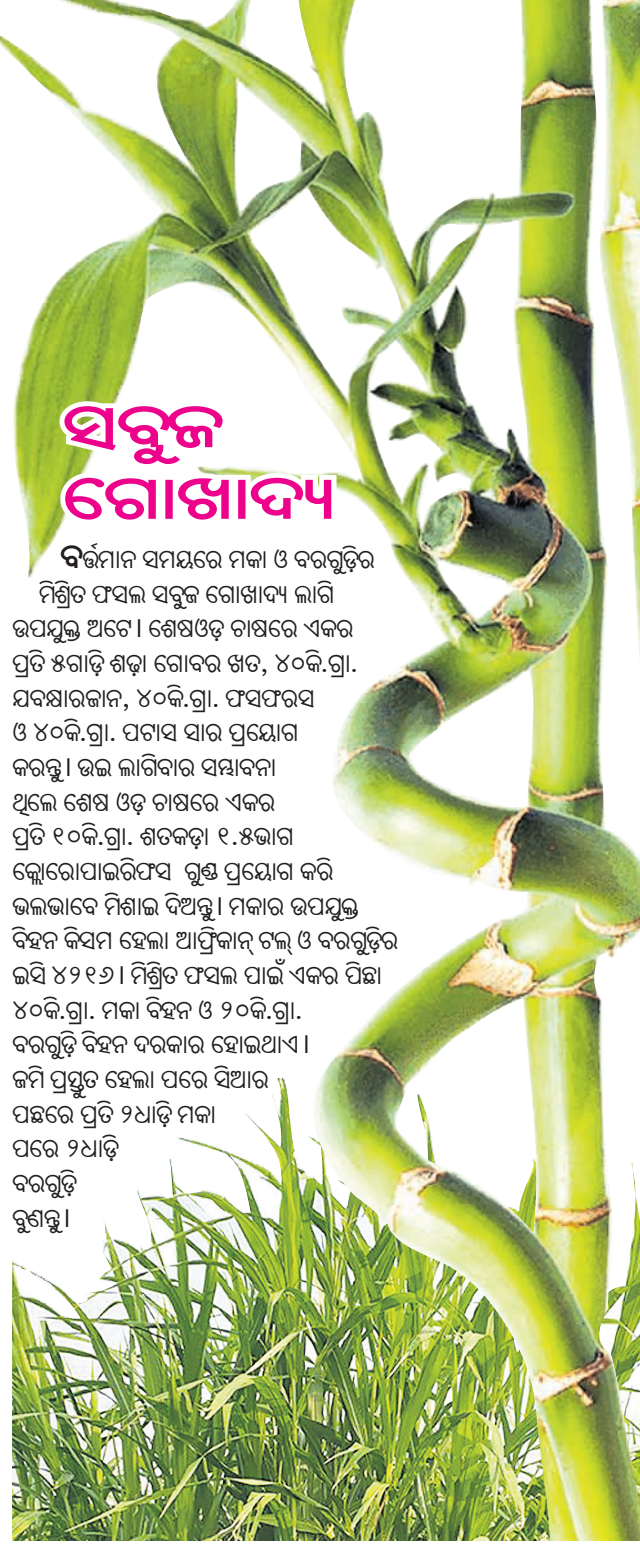 ସବୁଜ
ଗୋଖାଦ୍ୟ
ବର୍ତ୍ତମାନ ସମୟରେ ମକା ଓ ବରଗୁଡ଼ିର
ମିଶ୍ରିତ ଫସଲ ସବୁଜ ଗୋଖାଦ୍ୟ ଲାଗି
ଉପଯୁକ୍ତ ଅଟେ। ଶେଷଓଡ଼ ଚାଷରେ ଏକର
ପ୍ରତି ୫ଗାଡ଼ି ଶଢ଼ା ଗୋବର ଖତ, ୪୦କି.ଗ୍ରା.
ଯବକ୍ଷାରଜାନ, ୪୦କି.ଗ୍ରା. ଫସଫରସ
ଓ ୪୦କି.ଗ୍ରା. ପଟାସ ସାର ପ୍ରୟୋଗ
କରନ୍ତୁ। ଉଇ ଲାଗିବାର ସମ୍ଭାବନା
ଥିଲେ ଶେଷ ଓଡ଼ ଚାଷରେ ଏକର
ପ୍ରତି ୧୦କି.ଗ୍ରା. ଶତକଡ଼ା ୧.୫ଭାଗ
କ୍ଲୋରୋପାଇରିଫସ ଗୁଣ୍ଡ ପ୍ରୟୋଗ କରି
ଭଲଭାବେ ମିଶାଇ ଦିଅନ୍ତୁ। ମକାର ଉପଯୁକ୍ତ
ବିହନ କିସମ ହେଲା ଆଫ୍ରିକାନ୍ ଟଲ୍ ଓ ବରଗୁଡ଼ିର
ଇସି ୪୨୧୬। ମିଶ୍ରିତ ଫସଲ ପାଇଁ ଏକର ପିଛା
୪୦କି.ଗ୍ରା. ମକା ବିହନ ଓ ୨୦କି.ଗ୍ରା.
ବରଗୁଡ଼ି ବିହନ ଦରକାର ହୋଇଥାଏ।
ଜମି ପ୍ରସ୍ତୁତ ହେଲା ପରେ ସିଆର
ପଛରେ ପ୍ରତି ୨ଧାଡ଼ି ମକା
ପରେ ୨ଧାଡ଼ି
ବରଗୁଡ଼ି
ବୁଣନ୍ତୁ।